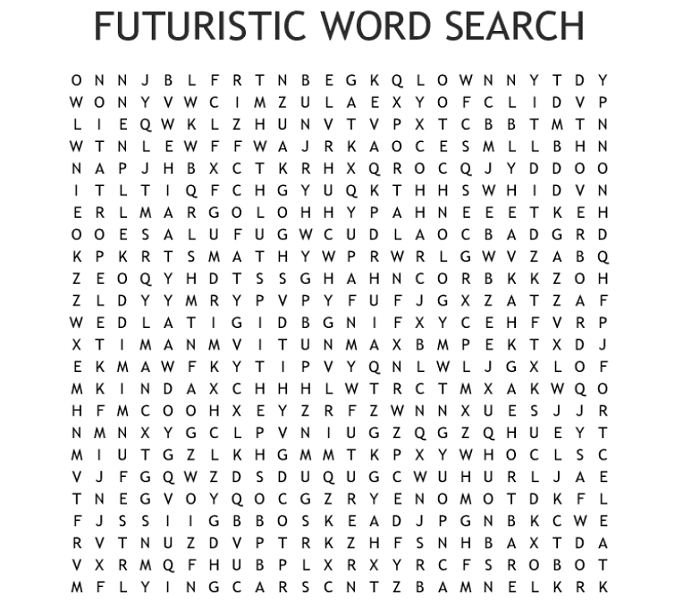 FUTURISTIC WORD SEARCH
O N N J B L F R T N B E G K Q L O W N N Y T D Y
W O N Y V W C I M Z U L A E X Y O F C L I D V P
L I E Q W K L Z H U N V T V P X T C B B T M T N
W T N L E W F F W A J R K A O C E S M L L B H N
N A P J H B X C T K R H X Q R O C Q J Y D D O O
I T L T I Q F C H G Y U Q K T H H S W H I D V N
E R L M A R G O L O H H Y P A H N E E E T K E H
O O E S A L U F U G W C U D L A O C B A D G R D
K P K R T S M A T H Y W P R W R L G W V Z A B Q
Z E O Q Y H D T S S G H A H N C O R B K K Z O H
Z L D Y Y M R Y P V P Y F U F J G X Z A T Z A F
W E D L A T I G I D B G N I F X Y C E H F V R P
X T I M A N M V I T U N M A X B M P E K T X D J
E K M A W F K Y T I P V Y Q N L W L J G X L O F
M K I N D A X C H H H L W T R C T M X A K W Q O
H F M C O O H X E Y Z R F Z W N N X U E S J J R
N M N X Y G C L P V N I U G Z Q G Z Q H U E Y T
M I U T G Z L K H G M M T K P X Y W H O C L S C
V J F G Q W Z D S D U Q U G C W U H U R L J A E
T N E G V O Y Q O C G Z R Y E N O M O T D K F L
F J S S I I G B B O S K E A D J P G N B K C W E
R V T N U Z D V P T R K Z H F S N H B A X T D A
V X R M Q F H U B P L X R X Y R C F S R O B O T
M F L Y I N G C A R S C N T Z B A M N E L K R K